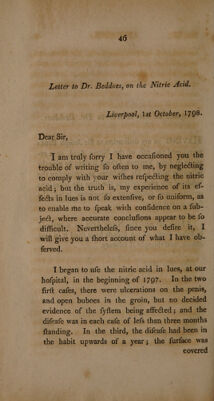 46
Letter to Dr. Beddoes, on the Nitric Acid.
Liverpool, 1st October, 1798.
Dear Sir,
I am truly ſorry I have occaſioned you the
trouble of writing ſo often to me, by neglecting
to comply with your wiſhes reſpecting the nitric
acid; but the truth is, my experience of its ef-
fects in lues is not ſo extenſive, or ſo uniform, as
to enable me to ſpeak with confidence on a ſub-
ject, where accurate concluſions appear to be ſo
difficult. Nevertheleſs, ſince you deſire it, I
will give you a ſhort account of what I have ob-
ſerved.
I began to uſe the nitric acid in lues, at our
hoſpital, in the beginning of 1797. In the two
firſt caſes, there were ulcerations on the penis,
and open buboes in the groin, but no decided
evidence of the ſyſtem being affected; and the
diſeaſe was in each caſe of leſs than three months
ſtanding. In the third, the diſeaſe had been in
the habit upwards of a year; the ſurface was
covered